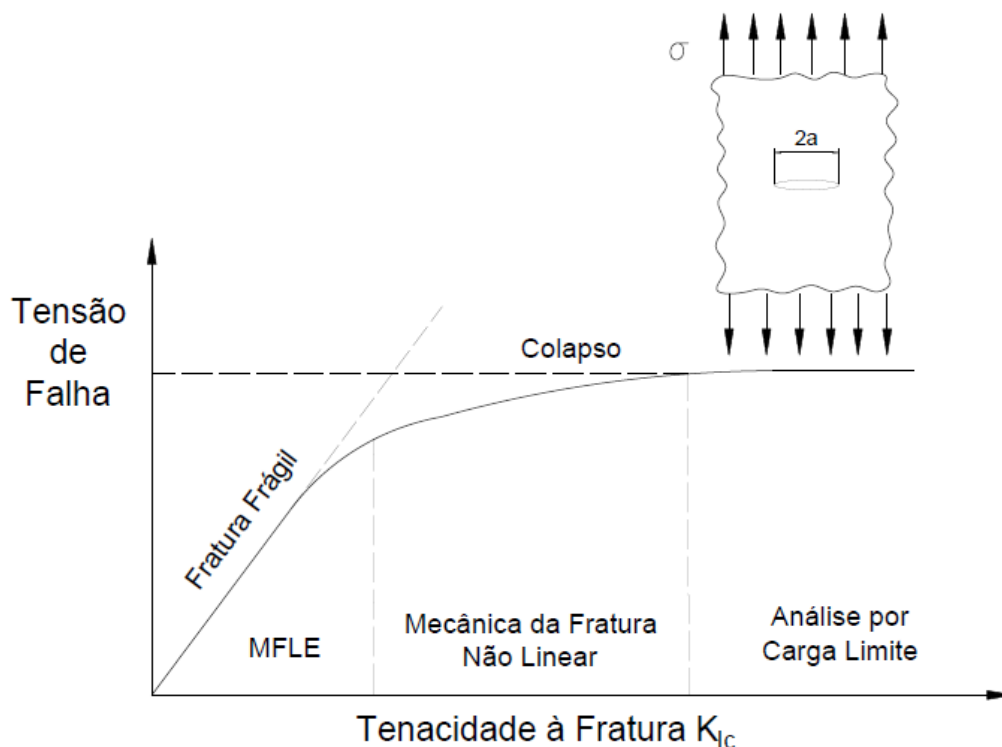 σ
2a
Tensão
de
Falha
Colapso
Fratura Frágil
MFLE
Mecânica da Fratura
Não Linear
Análise por
Carga Limite
Tenacidade à Fratura K_Ic